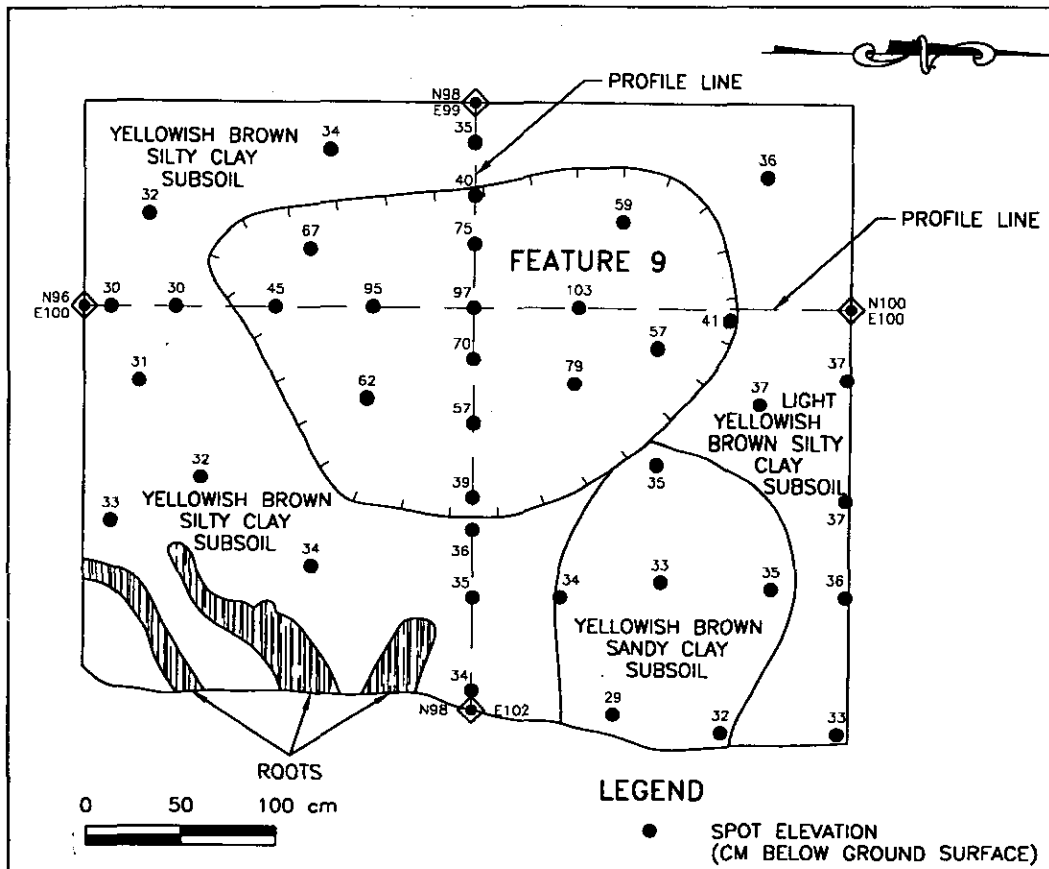 PROFILE LINE
N98
E99
35
YELLOWISH BROWN
SILTY CLAY
SUBSOIL
34
36
40
32
59
PROFILE LINE
67
75
FEATURE 9
N96
E100
30
30
45
95
97
103
41
N100
E100
57
70
31
62
79
37
37
LIGHT
YELLOWISH
BROWN SILTY
CLAY
SUBSOIL
57
32
39
35
37
33
YELLOWISH BROWN
SILTY CLAY
SUBSOIL
36
34
35
34
33
35
36
YELLOWISH BROWN
SANDY CLAY
SUBSOIL
34
N98
E102
29
32
33
ROOTS
0 50 100 cm
LEGEND
SPOT ELEVATION
(CM BELOW GROUND SURFACE)